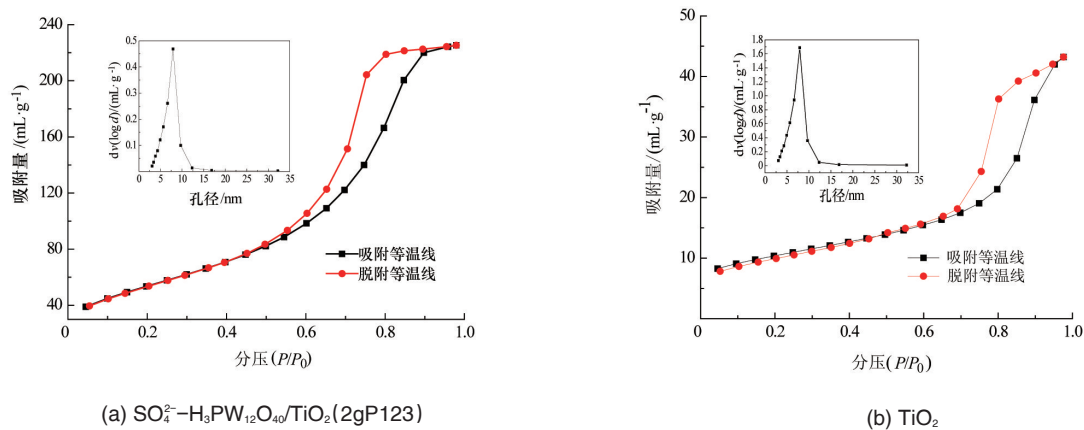 240
200
160
120
80
40
吸附量/(mL·g⁻¹)
0.5
0.4
0.3
0.2
0.1
dv(logd)/(mL·g⁻¹)
0 5 10 15 20 25 30 35
孔径/nm
吸附等温线
脱附等温线
0 0.2 0.4 0.6 0.8 1.0
分压(P/P₀)
(a) SO₄²⁻–H₃PW₁₂O₄₀/TiO₂(2gP123)
50
40
30
20
10
0
吸附量/(mL·g⁻¹)
1.8
1.6
1.4
1.2
1.0
0.8
0.6
0.4
0.2
0
dv(logd)/(mL·g⁻¹)
0 5 10 15 20 25 30 35
孔径/nm
吸附等温线
脱附等温线
0 0.2 0.4 0.6 0.8 1.0
分压(P/P₀)
(b) TiO₂